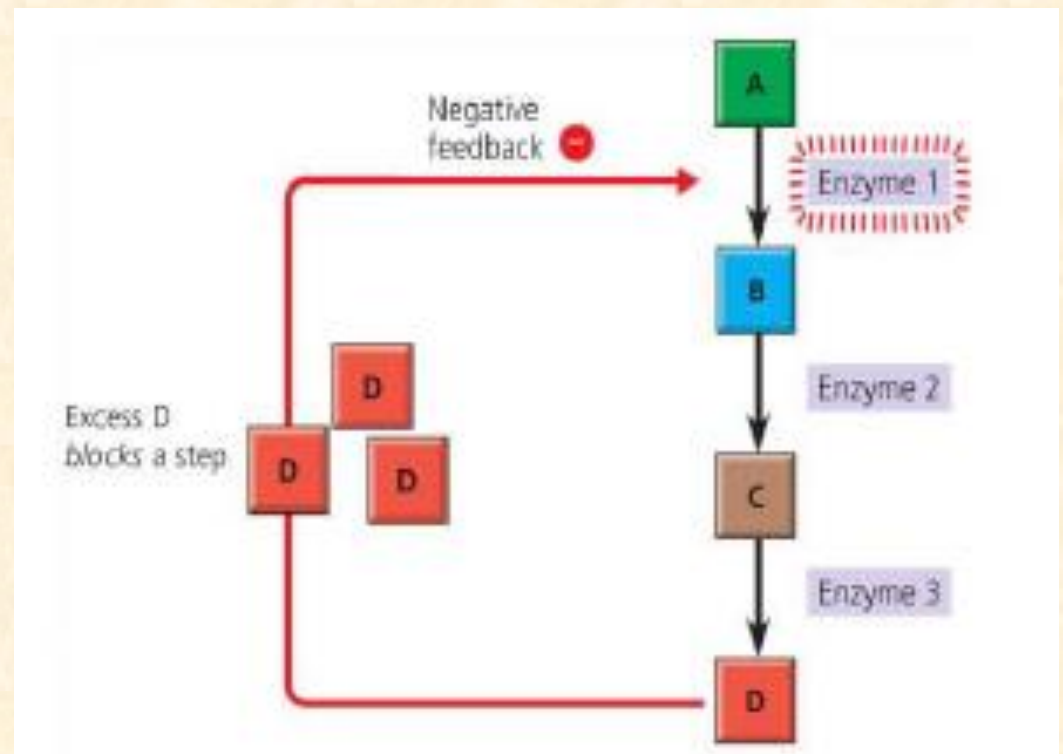 A
Negative
feedback −
Enzyme 1
B
Enzyme 2
D
Excess D
blocks a step
D
D
C
Enzyme 3
D